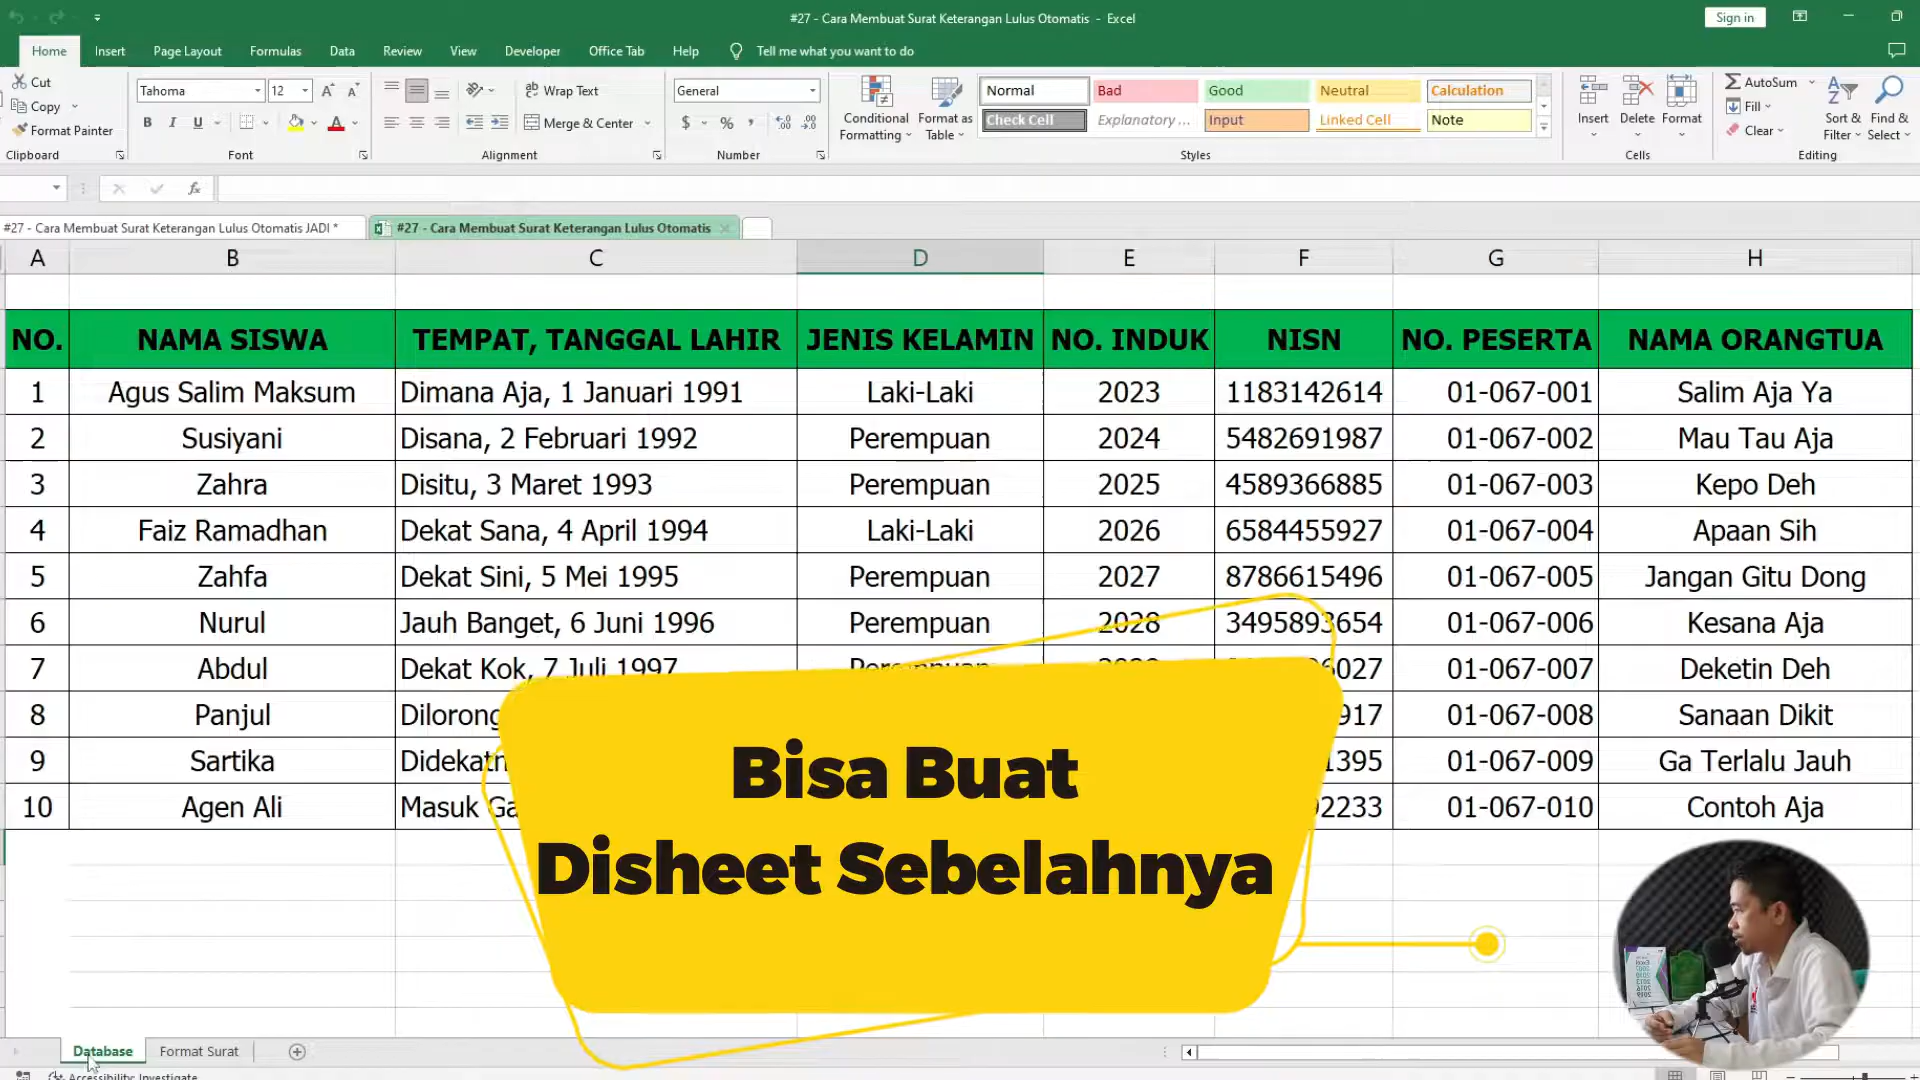 #27 - Cara Membuat Surat Keterangan Lulus Otomatis - Excel
Sign in
Home Insert Page Layout Formulas Data Review View Developer Office Tab Help Tell me what you want to do
Cut
Copy
Format Painter
Clipboard
Tahoma 12
B I U
Font
Wrap Text
Merge & Center
Alignment
General
$ % ,
Number
Conditional Formatting
Format as Table
Normal Bad Good Neutral Calculation
Check Cell Explanatory ... Input Linked Cell Note
Styles
Insert Delete Format
Cells
AutoSum
Fill
Clear
Sort & Filter
Find & Select
Editing
fx
#27 - Cara Membuat Surat Keterangan Lulus Otomatis JADI *
#27 - Cara Membuat Surat Keterangan Lulus Otomatis
A B C D E F G H
NO. NAMA SISWA TEMPAT, TANGGAL LAHIR JENIS KELAMIN NO. INDUK NISN NO. PESERTA NAMA ORANGTUA
1 Agus Salim Maksum Dimana Aja, 1 Januari 1991 Laki-Laki 2023 1183142614 01-067-001 Salim Aja Ya
2 Susiyani Disana, 2 Februari 1992 Perempuan 2024 5482691987 01-067-002 Mau Tau Aja
3 Zahra Disitu, 3 Maret 1993 Perempuan 2025 4589366885 01-067-003 Kepo Deh
4 Faiz Ramadhan Dekat Sana, 4 April 1994 Laki-Laki 2026 6584455927 01-067-004 Apaan Sih
5 Zahfa Dekat Sini, 5 Mei 1995 Perempuan 2027 8786615496 01-067-005 Jangan Gitu Dong
6 Nurul Jauh Banget, 6 Juni 1996 Perempuan 2028 3495893654 01-067-006 Kesana Aja
7 Abdul Dekat Kok, 7 Juli 1997 6027 01-067-007 Deketin Deh
8 Panjul Dilorong 917 01-067-008 Sanaan Dikit
9 Sartika 1395 01-067-009 Ga Terlalu Jauh
10 Agen Ali Masuk 2233 01-067-010 Contoh Aja
Bisa Buat
Disheet Sebelahnya
Database Format Surat
Accessibility: Investigate